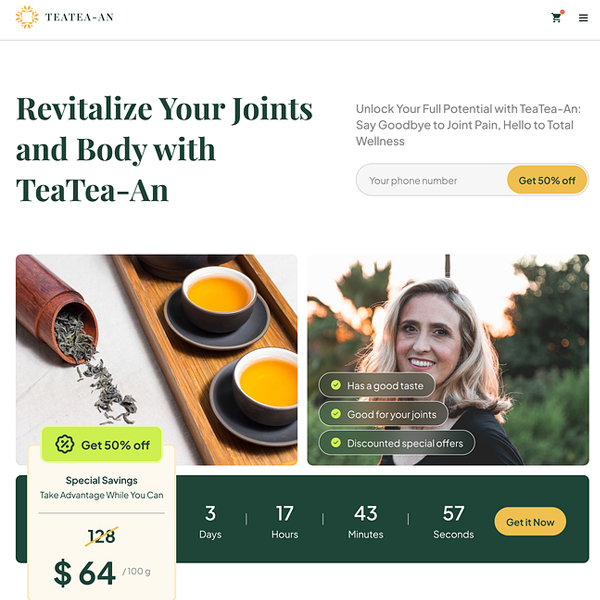 TEATEA-AN
Revitalize Your Joints
and Body with
TeaTea-An
Unlock Your Full Potential with TeaTea-An:
Say Goodbye to Joint Pain, Hello to Total
Wellness
Your phone number
Get 50% off
Has a good taste
Good for your joints
Discounted special offers
Get 50% off
Special Savings
Take Advantage While You Can
128
$ 64 / 100 g
3 | 17 | 43 | 57
Days Hours Minutes Seconds
Get it Now